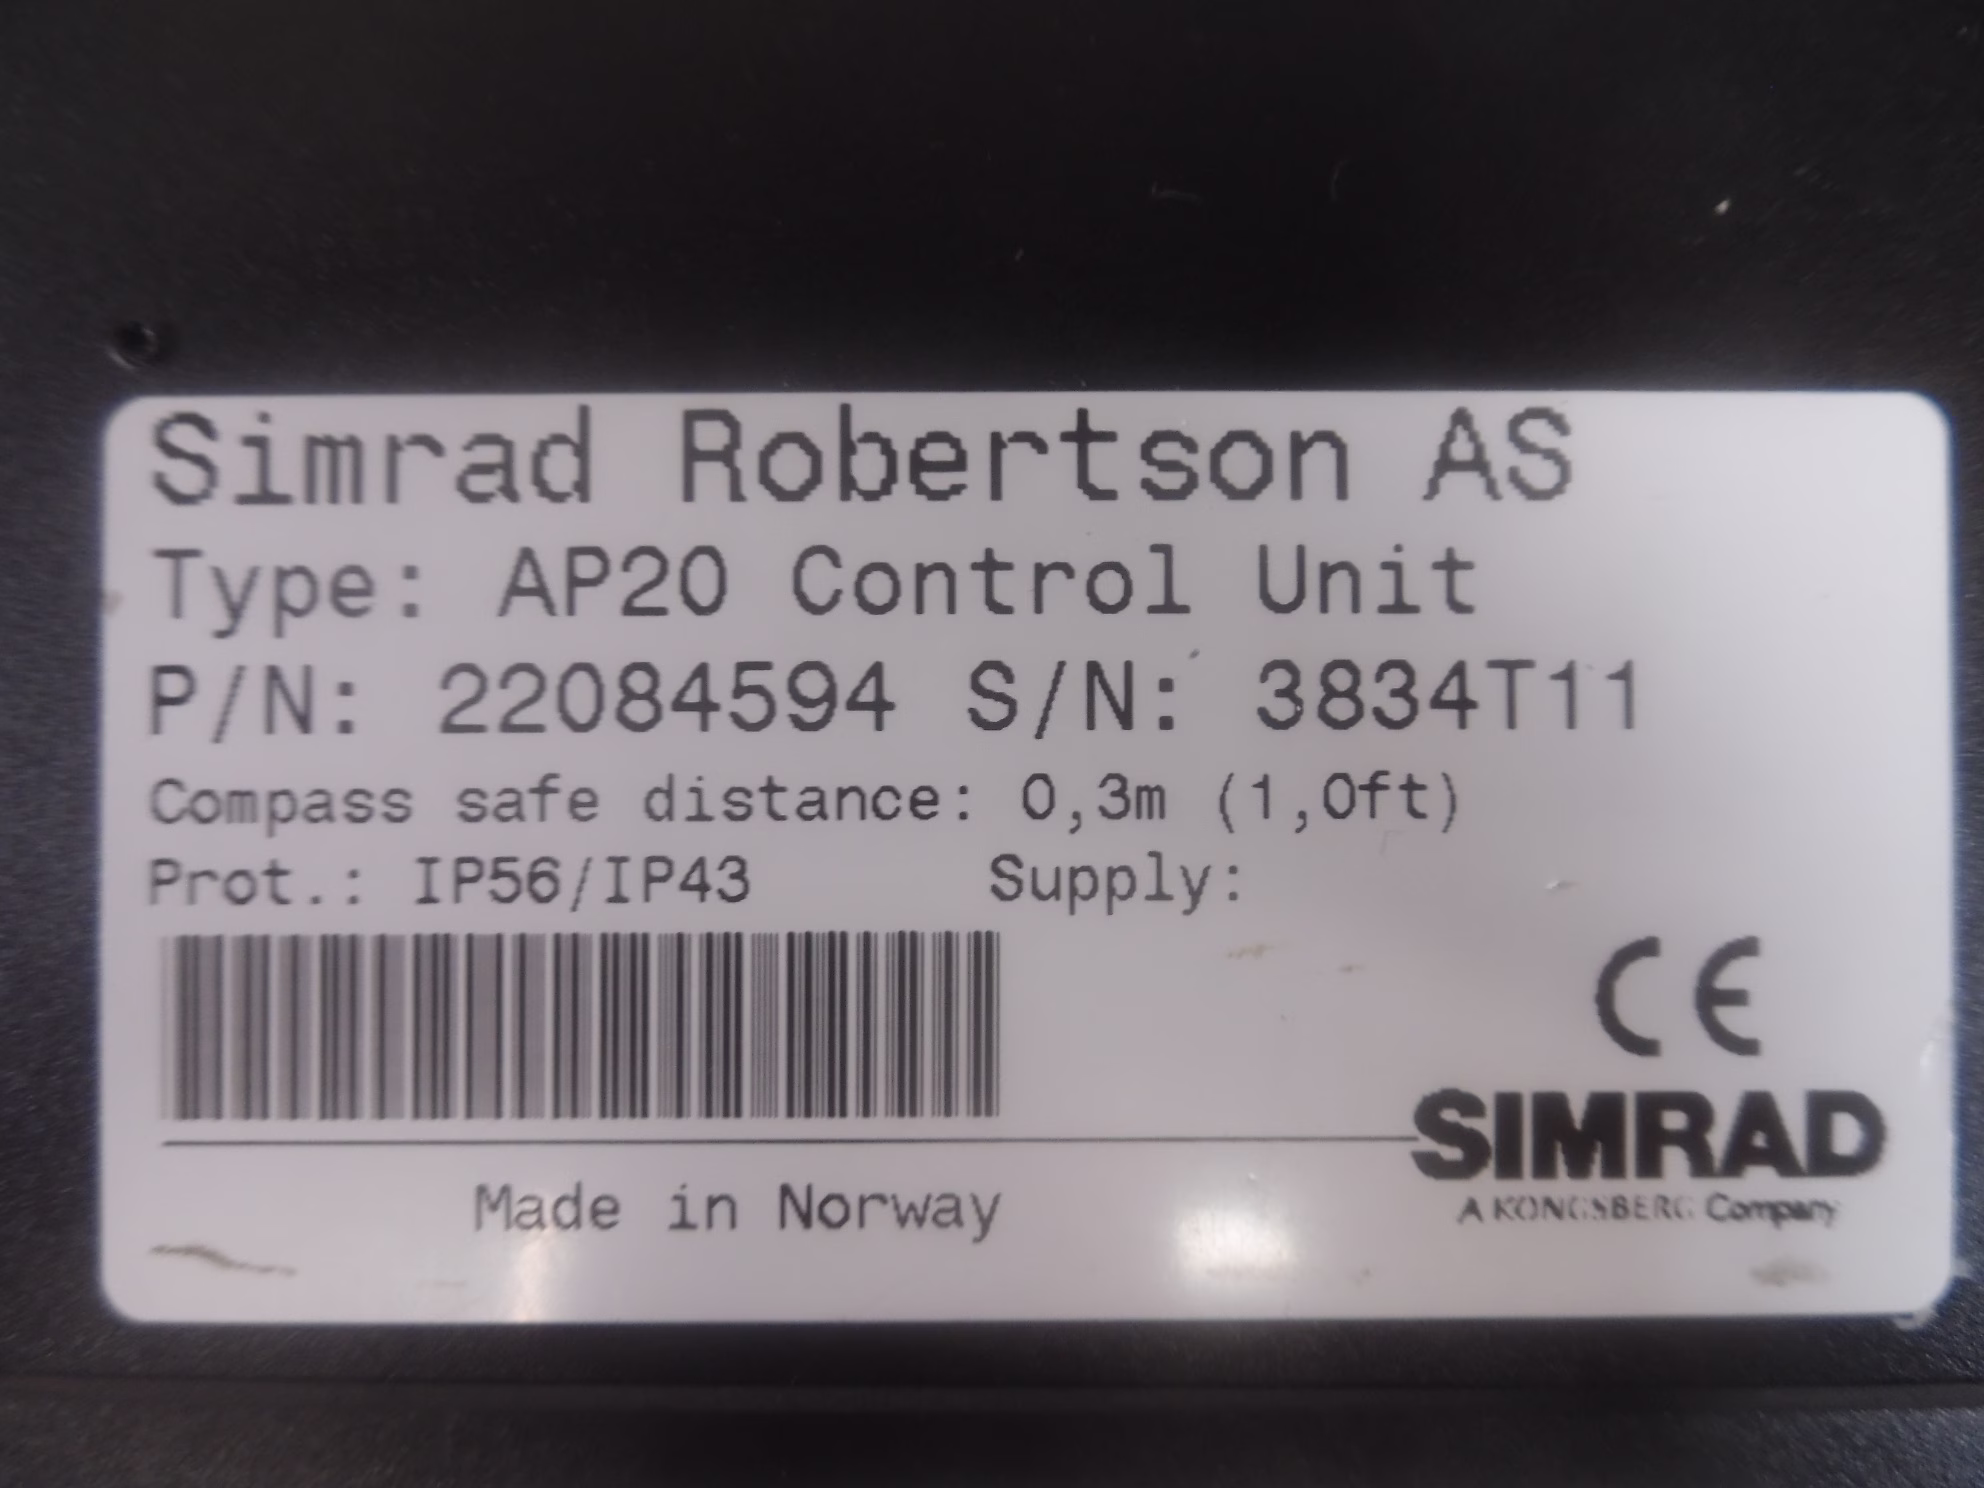 Simrad Robertson AS
Type: AP20 Control Unit
P/N: 22084594 S/N: 3834T11
Compass safe distance: 0,3m (1,0ft)
Prot.: IP56/IP43 Supply:
CE
SIMRAD
A KONGSBERG Company
Made in Norway